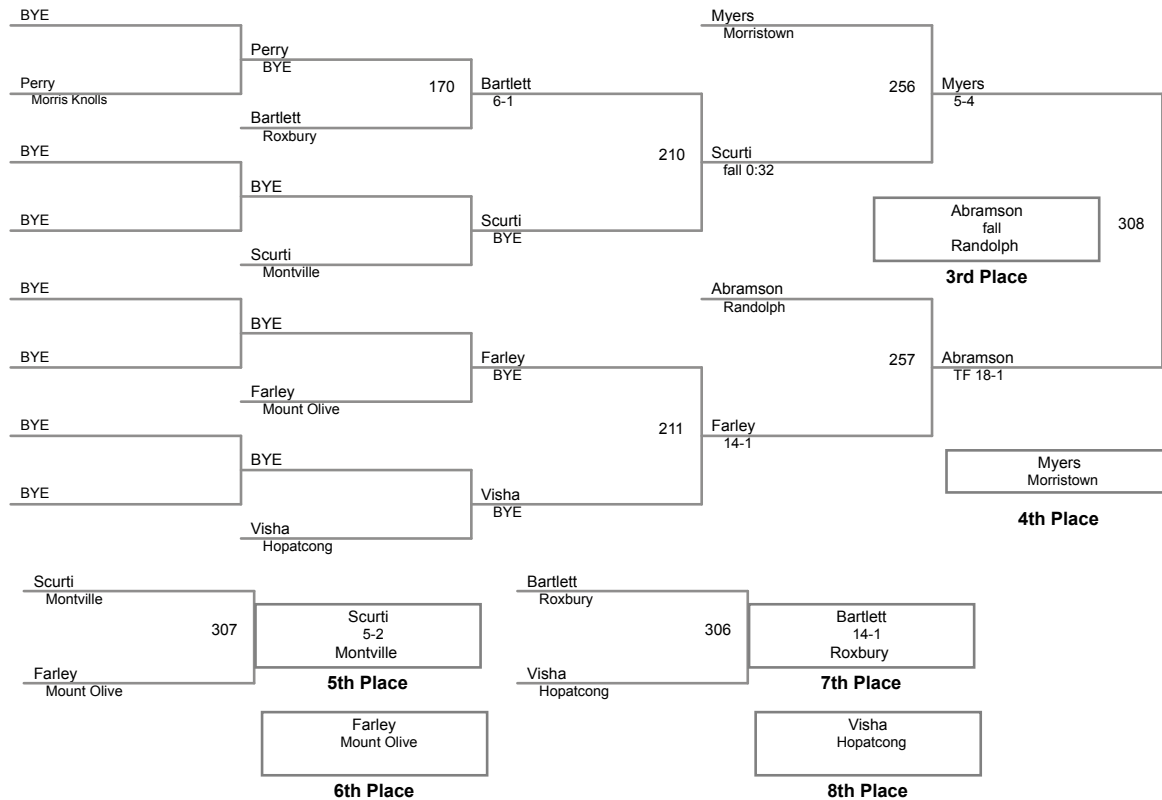 BYE
Perry
Morris Knolls
BYE
BYE
BYE
BYE
BYE
BYE
Perry
BYE
Bartlett
Roxbury
BYE
Scurti
Montville
BYE
Farley
Mount Olive
BYE
Visha
Hopatcong
170
Bartlett
6-1
Scurti
BYE
Farley
BYE
Visha
BYE
210
211
Myers
Morristown
Scurti
fall 0:32
Abramson
Randolph
Farley
14-1
256
257
Myers
5-4
Abramson
TF 18-1
308
Abramson
fall
Randolph
3rd Place
Myers
Morristown
4th Place
Scurti
Montville
Farley
Mount Olive
307
Scurti
5-2
Montville
5th Place
Farley
Mount Olive
6th Place
Bartlett
Roxbury
Visha
Hopatcong
306
Bartlett
14-1
Roxbury
7th Place
Visha
Hopatcong
8th Place